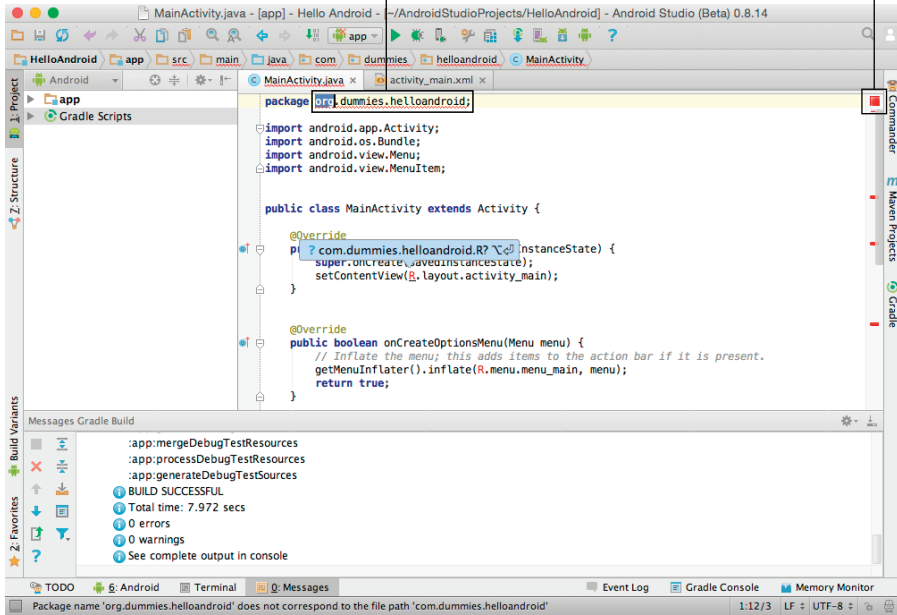 MainActivity.java - [app] - Hello Android - [~/AndroidStudioProjects/HelloAndroid] - Android Studio (Beta) 0.8.14
app
HelloAndroid app src main java com dummies helloandroid MainActivity
1: Project
Android
MainActivity.java × activity_main.xml ×
Commander
app
Gradle Scripts
package org.dummies.helloandroid;
import android.app.Activity;
import android.os.Bundle;
import android.view.Menu;
import android.view.MenuItem;
Z: Structure
Maven Projects
public class MainActivity extends Activity {
@Override
? com.dummies.helloandroid.R? ⌥⏎
nstanceState) {
super.onCreate(savedInstanceState);
setContentView(R.layout.activity_main);
}
Gradle
@Override
public boolean onCreateOptionsMenu(Menu menu) {
// Inflate the menu; this adds items to the action bar if it is present.
getMenuInflater().inflate(R.menu.menu_main, menu);
return true;
}
Build Variants
Messages Gradle Build
:app:mergeDebugTestResources
:app:processDebugTestResources
:app:generateDebugTestSources
BUILD SUCCESSFUL
Total time: 7.972 secs
0 errors
0 warnings
See complete output in console
2: Favorites
TODO 6: Android Terminal 0: Messages Event Log Gradle Console Memory Monitor
Package name 'org.dummies.helloandroid' does not correspond to the file path 'com.dummies.helloandroid' 1:12/3 LF UTF-8